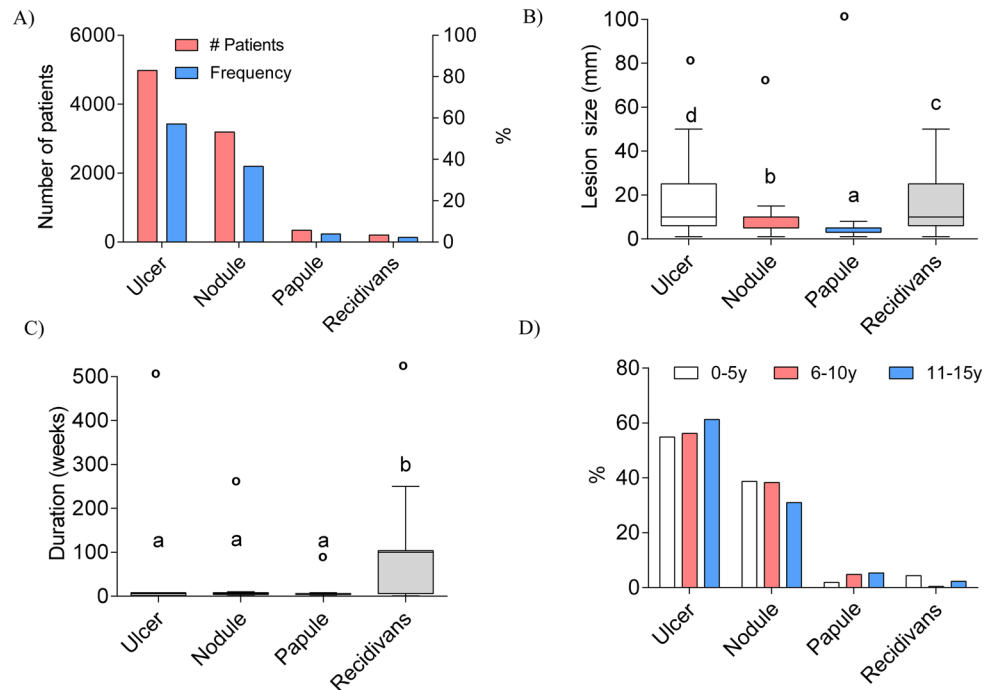 A)
6000
4000
2000
0
Number of patients
# Patients
Frequency
100
80
60
40
20
0
%
Ulcer
Nodule
Papule
Recidivans
B)
100
80
60
40
20
0
Lesion size (mm)
d
b
a
c
Ulcer
Nodule
Papule
Recidivans
C)
500
400
300
200
100
0
Duration (weeks)
a
a
a
b
Ulcer
Nodule
Papule
Recidivans
D)
80
60
40
20
0
%
0-5y
6-10y
11-15y
Ulcer
Nodule
Papule
Recidivans